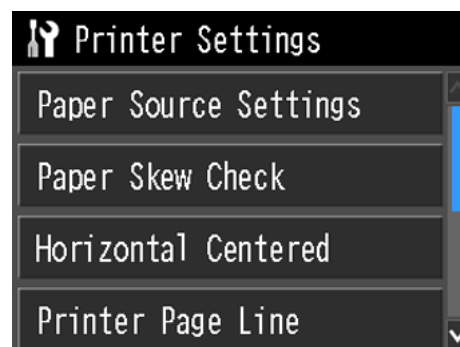 Printer Settings
Paper Source Settings
Paper Skew Check
Horizontal Centered
Printer Page Line